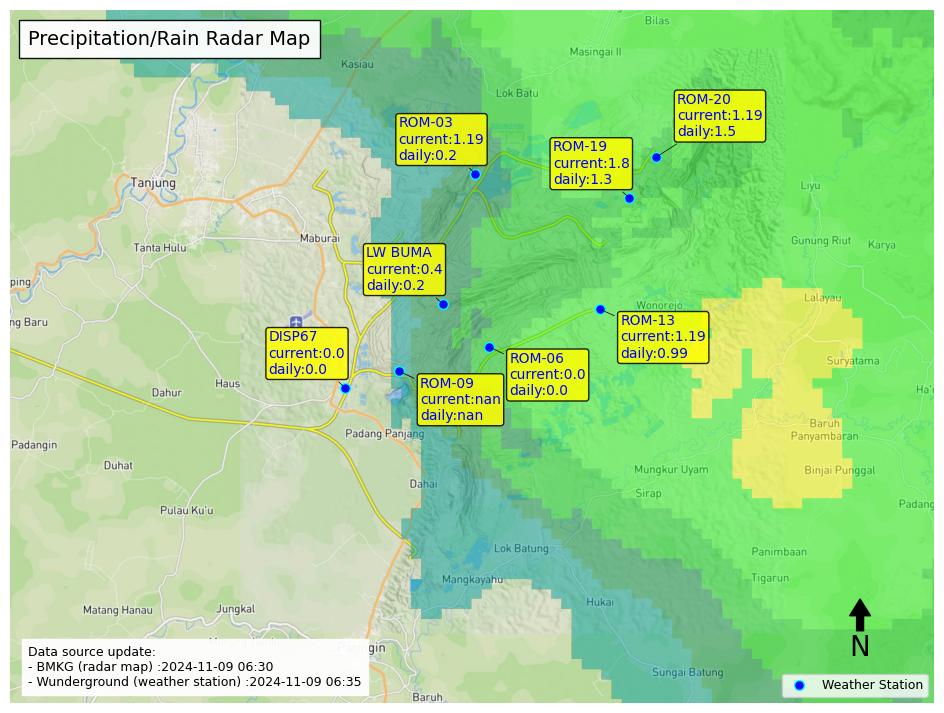 Precipitation/Rain Radar Map
Bilas
Masingai II
Kasiau
Lok Batu
ROM-20
current:1.19
daily:1.5
ROM-03
current:1.19
daily:0.2
ROM-19
current:1.8
daily:1.3
Tanjung
Liyu
Maburai
Tanta Hulu
Gunung Riut
Karya
LW BUMA
current:0.4
daily:0.2
ping
Lalayau
Wonorejo
ng Baru
ROM-13
current:1.19
daily:0.99
DISP67
current:0.0
daily:0.0
ROM-06
current:0.0
daily:0.0
Suryatama
Haus
Dahur
ROM-09
current:nan
daily:nan
Baruh
Panyambaran
Padang Panjang
Padangin
Duhat
Mungkur Uyam
Binjai Punggal
Dahai
Sirap
Padang
Pulau Ku'u
Lok Batung
Panimbaan
Mangkayahu
Tigarun
Hukai
Matang Hanau
Jungkal
N
Data source update:
- BMKG (radar map) :2024-11-09 06:30
- Wunderground (weather station) :2024-11-09 06:35
Sungai Batung
Weather Station
Baruh